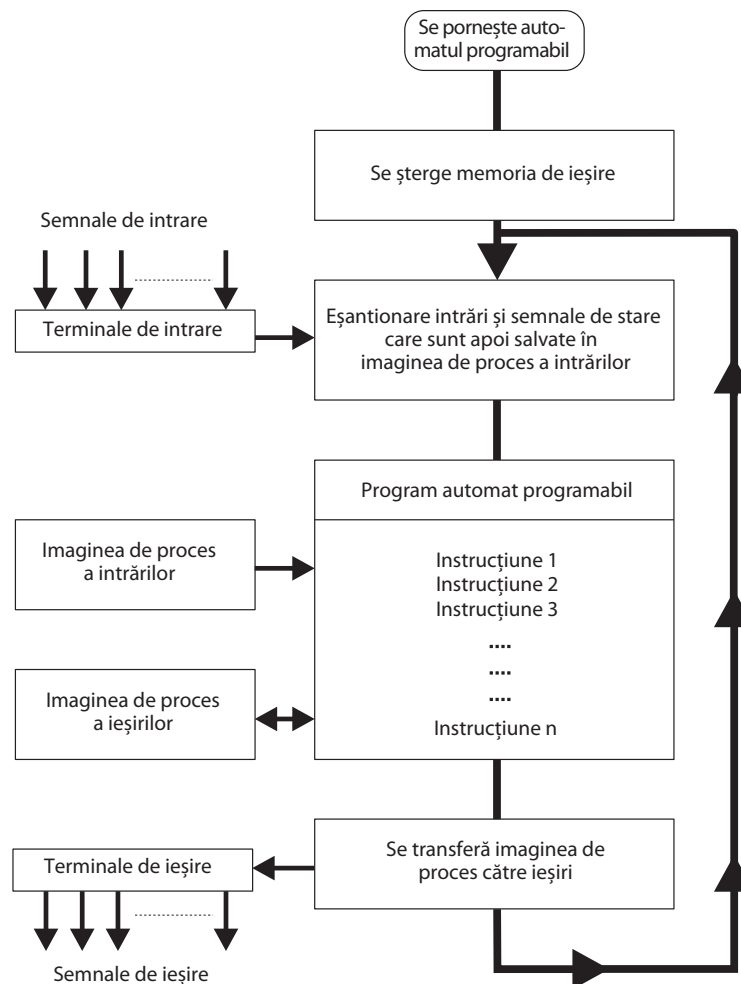 Se pornește auto-
matul programabil
Se șterge memoria de ieșire
Semnale de intrare
Terminale de intrare
Eșantionare intrări și semnale de stare
care sunt apoi salvate în
imaginea de proces a intrărilor
Program automat programabil
Imaginea de proces
a intrărilor
Instrucțiune 1
Instrucțiune 2
Instrucțiune 3
....
....
....
Instrucțiune n
Imaginea de proces
a ieșirilor
Se transferă imaginea de
proces către ieșiri
Terminale de ieșire
Semnale de ieșire